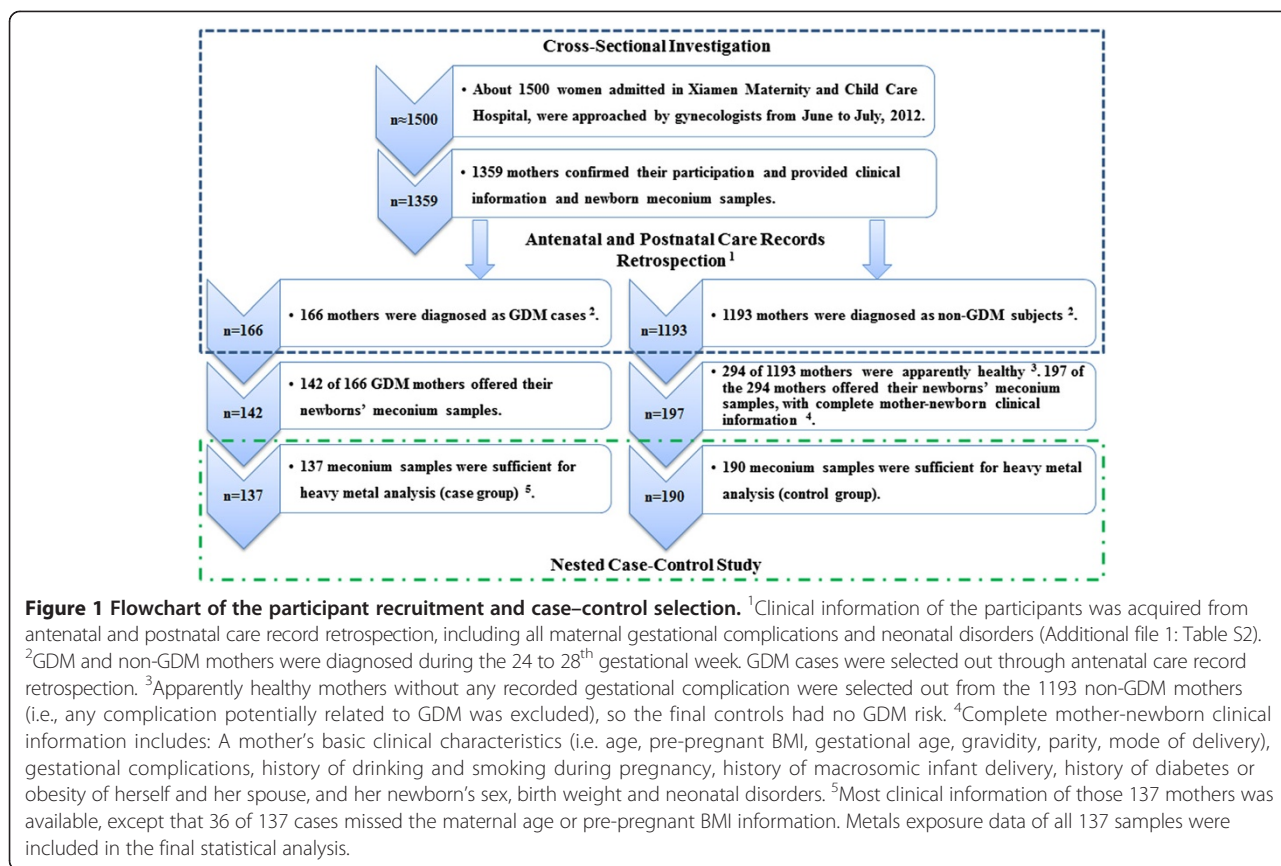 Cross-Sectional Investigation
n≈1500
• About 1500 women admitted in Xiamen Maternity and Child Care
Hospital, were approached by gynecologists from June to July, 2012.
n=1359
• 1359 mothers confirmed their participation and provided clinical
information and newborn meconium samples.
Antenatal and Postnatal Care Records
Retrospection 1
n=166
• 166 mothers were diagnosed as GDM cases 2.
n=1193
• 1193 mothers were diagnosed as non-GDM subjects 2.
n=142
• 142 of 166 GDM mothers offered their
newborns’ meconium samples.
n=197
• 294 of 1193 mothers were apparently healthy 3. 197 of
the 294 mothers offered their newborns’ meconium
samples, with complete mother-newborn clinical
information 4.
n=137
• 137 meconium samples were sufficient for
heavy metal analysis (case group) 5.
n=190
• 190 meconium samples were sufficient for heavy metal
analysis (control group).
Nested Case-Control Study
Figure 1 Flowchart of the participant recruitment and case–control selection. 1Clinical information of the participants was acquired from
antenatal and postnatal care record retrospection, including all maternal gestational complications and neonatal disorders (Additional file 1: Table S2).
2GDM and non-GDM mothers were diagnosed during the 24 to 28th gestational week. GDM cases were selected out through antenatal care record
retrospection. 3Apparently healthy mothers without any recorded gestational complication were selected out from the 1193 non-GDM mothers
(i.e., any complication potentially related to GDM was excluded), so the final controls had no GDM risk. 4Complete mother-newborn clinical
information includes: A mother’s basic clinical characteristics (i.e. age, pre-pregnant BMI, gestational age, gravidity, parity, mode of delivery),
gestational complications, history of drinking and smoking during pregnancy, history of macrosomic infant delivery, history of diabetes or
obesity of herself and her spouse, and her newborn’s sex, birth weight and neonatal disorders. 5Most clinical information of those 137 mothers was
available, except that 36 of 137 cases missed the maternal age or pre-pregnant BMI information. Metals exposure data of all 137 samples were
included in the final statistical analysis.